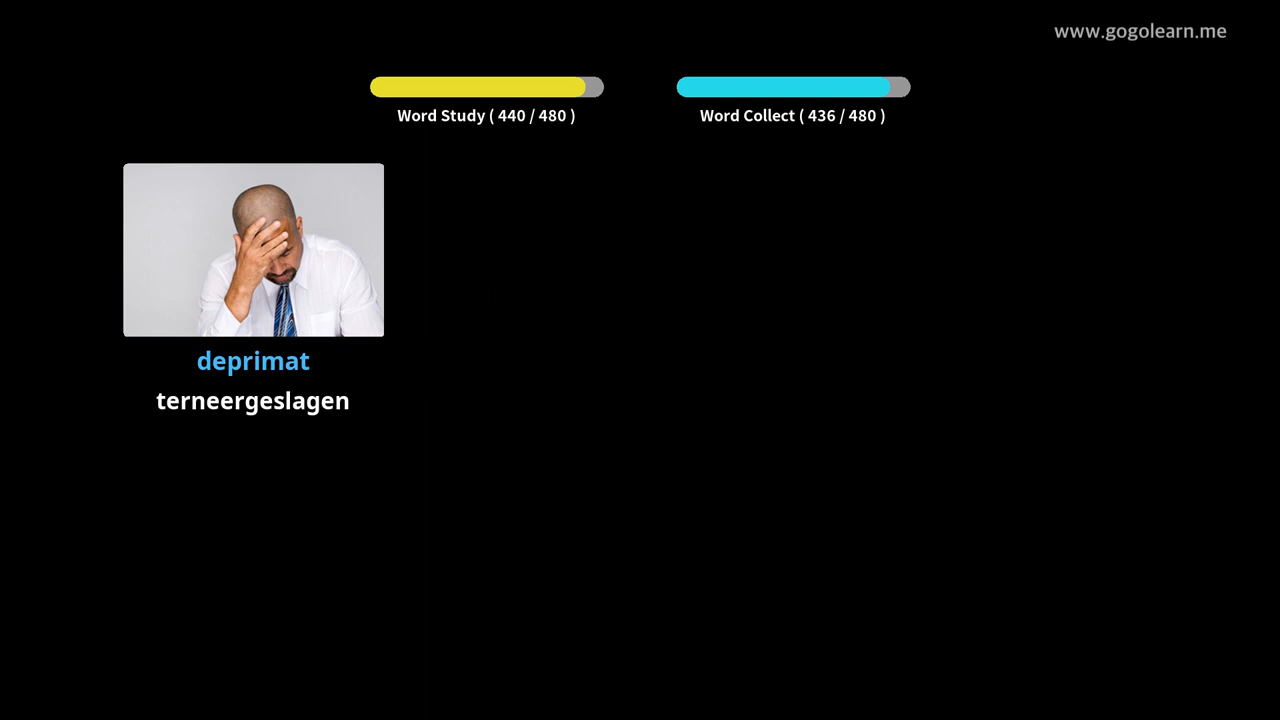 www.gogolearn.me
Word Study ( 440 / 480 )
Word Collect ( 436 / 480 )
deprimat
terneergeslagen